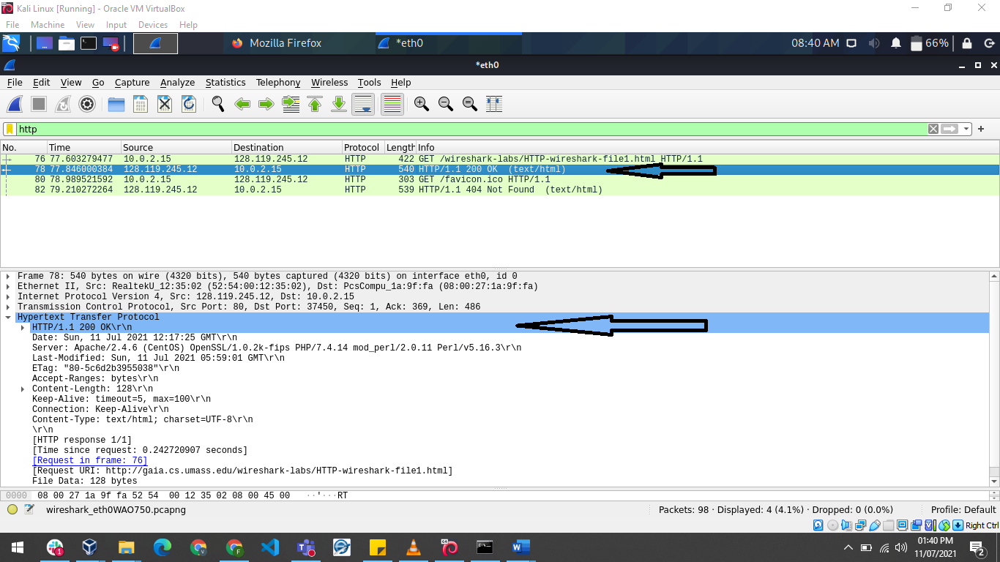 Kali Linux [Running] - Oracle VM VirtualBox
File Machine View Input Devices Help
Mozilla Firefox *eth0 08:40 AM 66%
*eth0
File Edit View Go Capture Analyze Statistics Telephony Wireless Tools Help
http
No. Time Source Destination Protocol Length Info
76 77.603279477 10.0.2.15 128.119.245.12 HTTP 422 GET /wireshark-labs/HTTP-wireshark-file1.html HTTP/1.1
78 77.846000384 128.119.245.12 10.0.2.15 HTTP 540 HTTP/1.1 200 OK (text/html)
80 78.989521592 10.0.2.15 128.119.245.12 HTTP 303 GET /favicon.ico HTTP/1.1
82 79.210272264 128.119.245.12 10.0.2.15 HTTP 539 HTTP/1.1 404 Not Found (text/html)
Frame 78: 540 bytes on wire (4320 bits), 540 bytes captured (4320 bits) on interface eth0, id 0
Ethernet II, Src: RealtekU_12:35:02 (52:54:00:12:35:02), Dst: PcsCompu_1a:9f:fa (08:00:27:1a:9f:fa)
Internet Protocol Version 4, Src: 128.119.245.12, Dst: 10.0.2.15
Transmission Control Protocol, Src Port: 80, Dst Port: 37450, Seq: 1, Ack: 369, Len: 486
Hypertext Transfer Protocol
HTTP/1.1 200 OK\r\n
Date: Sun, 11 Jul 2021 12:17:25 GMT\r\n
Server: Apache/2.4.6 (CentOS) OpenSSL/1.0.2k-fips PHP/7.4.14 mod_perl/2.0.11 Perl/v5.16.3\r\n
Last-Modified: Sun, 11 Jul 2021 05:59:01 GMT\r\n
ETag: "80-5c6d2b3955038"\r\n
Accept-Ranges: bytes\r\n
Content-Length: 128\r\n
Keep-Alive: timeout=5, max=100\r\n
Connection: Keep-Alive\r\n
Content-Type: text/html; charset=UTF-8\r\n
\r\n
[HTTP response 1/1]
[Time since request: 0.242720907 seconds]
[Request in frame: 76]
[Request URI: http://gaia.cs.umass.edu/wireshark-labs/HTTP-wireshark-file1.html]
File Data: 128 bytes
0000 08 00 27 1a 9f fa 52 54 00 12 35 02 08 00 45 00 ··'···RT
wireshark_eth0WAO750.pcapng Packets: 98 · Displayed: 4 (4.1%) · Dropped: 0 (0.0%) Profile: Default
Right Ctrl
01:40 PM
11/07/2021
2